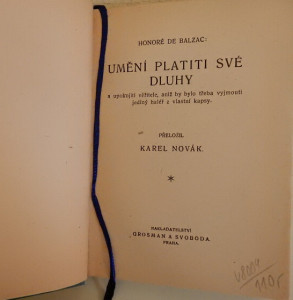 HONORÉ DE BALZAC:
UMĚNÍ PLATITI SVÉ
DLUHY
a uspokojiti věřitele, aniž by bylo třeba vyjmouti
jediný haléř z vlastní kapsy.
PŘELOŽIL
KAREL NOVÁK.
*
NAKLADATELSTVÍ
GROSMAN A SVOBODA
PRAHA.